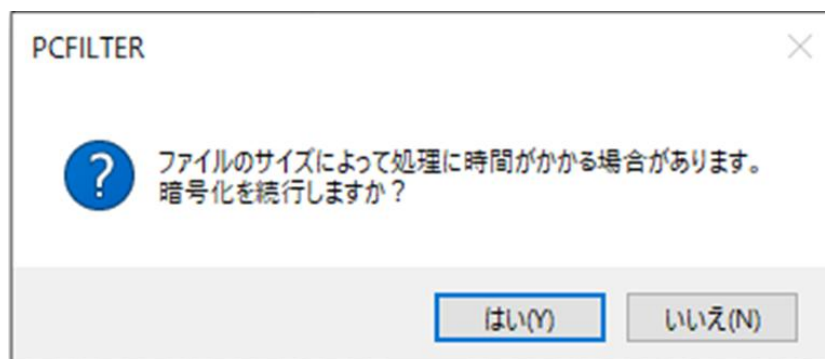 PCFILTER
ファイルのサイズによって処理に時間がかかる場合があります。
暗号化を続行しますか？
はい(Y)
いいえ(N)